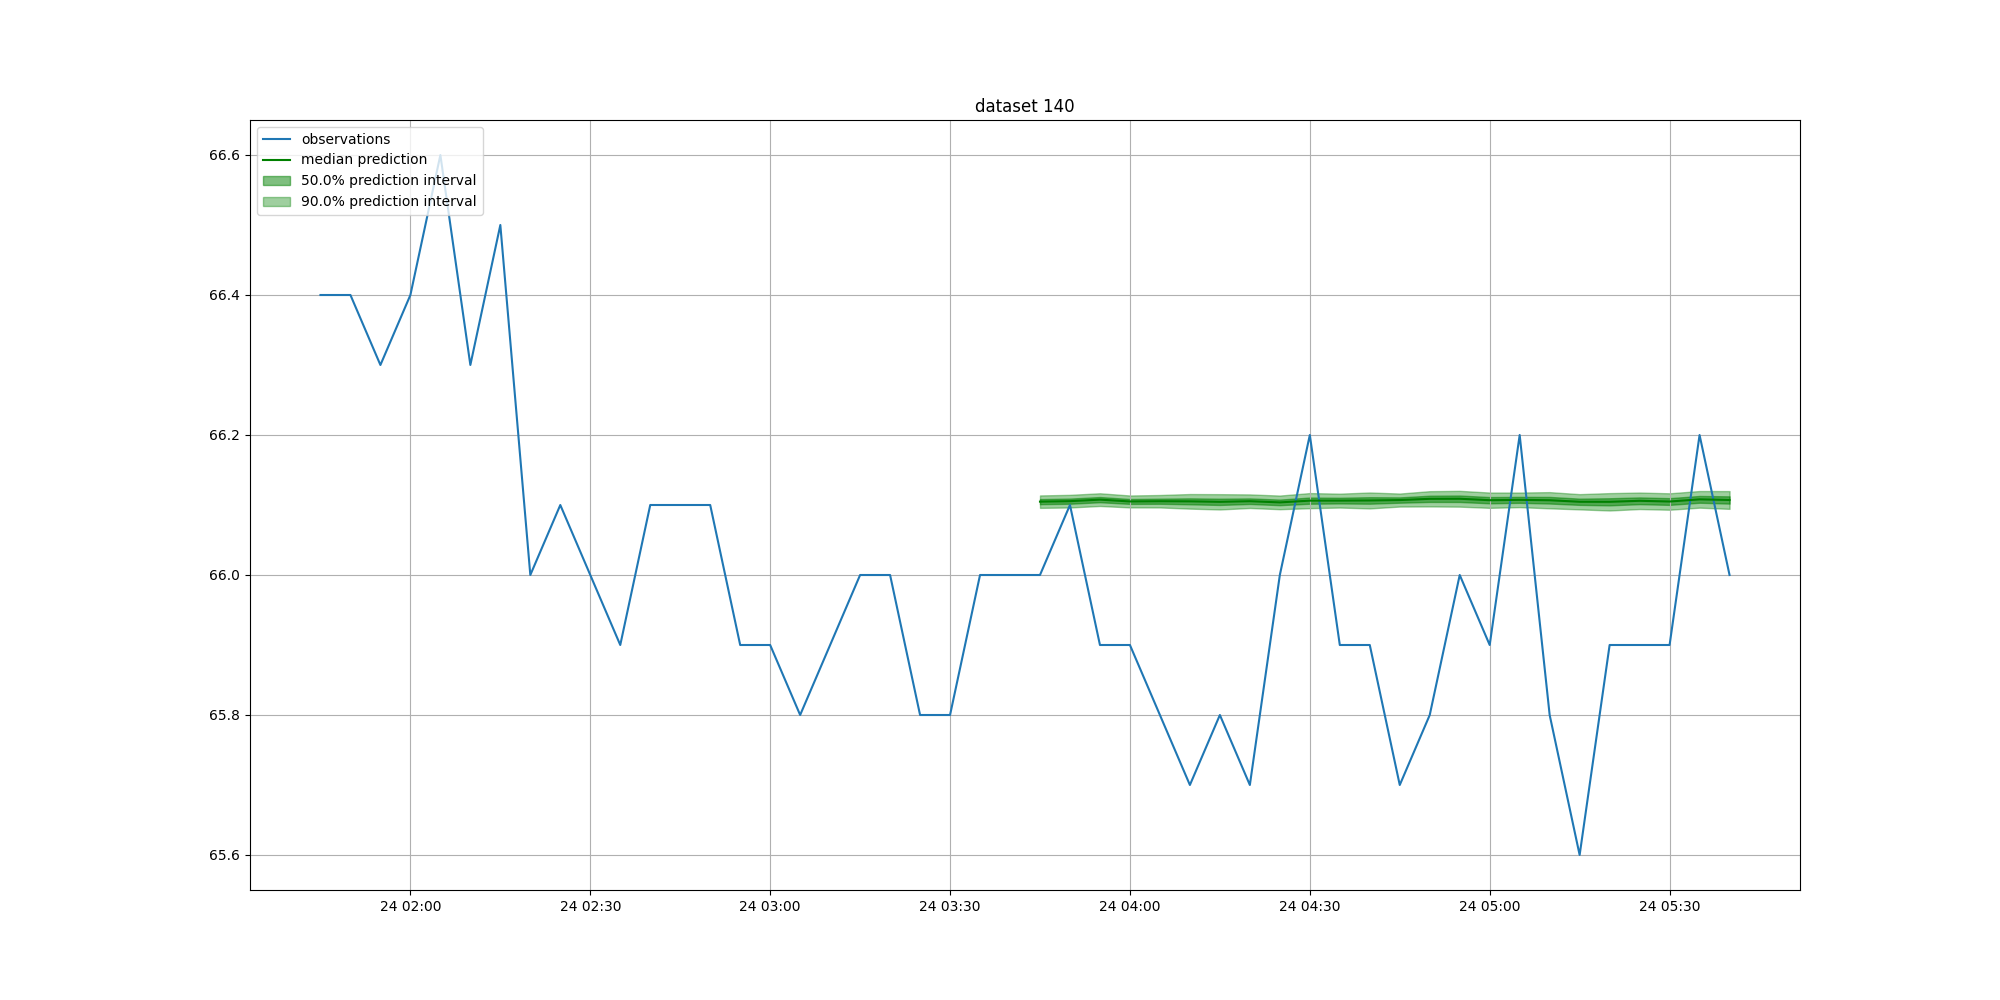 dataset 140
observations
median prediction
50.0% prediction interval
90.0% prediction interval
66.6
66.4
66.2
66.0
65.8
65.6
24 02:00
24 02:30
24 03:00
24 03:30
24 04:00
24 04:30
24 05:00
24 05:30